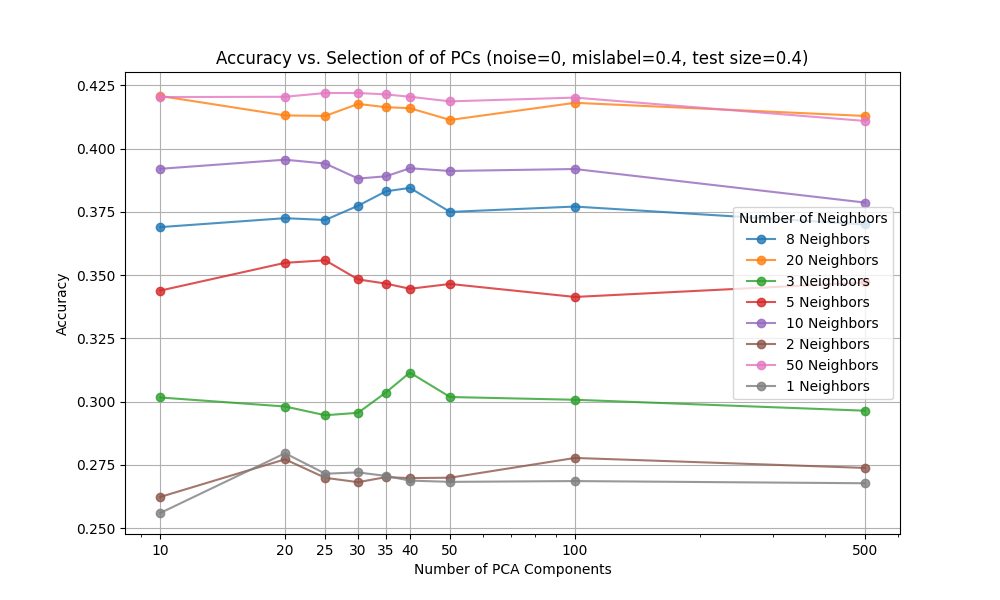 Accuracy vs. Selection of of PCs (noise=0, mislabel=0.4, test size=0.4)
Accuracy
0.425
0.400
0.375
0.350
0.325
0.300
0.275
0.250
Number of Neighbors
8 Neighbors
20 Neighbors
3 Neighbors
5 Neighbors
10 Neighbors
2 Neighbors
50 Neighbors
1 Neighbors
10 20 25 30 35 40 50 100 500
Number of PCA Components